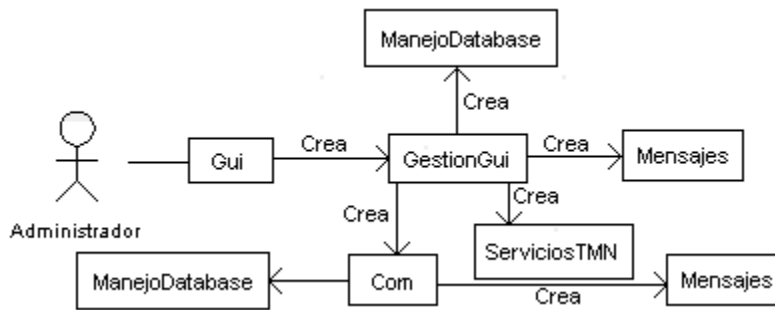 ManejoDatabase
Crea
Gui
Crea
GestionGui
Crea
Mensajes
Crea
Crea
Administrador
ServiciosTMN
ManejoDatabase
Com
Crea
Mensajes